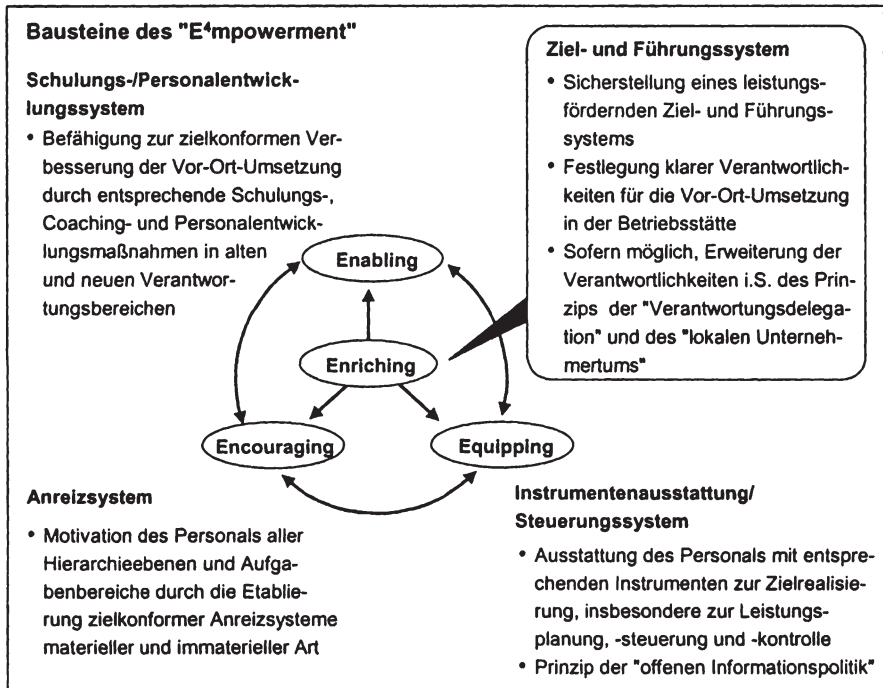 Bausteine des "E⁴mpowerment"
Schulungs-/Personalentwick-
lungssystem
• Befähigung zur zielkonformen Ver-
besserung der Vor-Ort-Umsetzung
durch entsprechende Schulungs-,
Coaching- und Personalentwick-
lungsmaßnahmen in alten
und neuen Verantwor-
tungsbereichen
Ziel- und Führungssystem
• Sicherstellung eines leistungs-
fördernden Ziel- und Führungs-
systems
• Festlegung klarer Verantwortlich-
keiten für die Vor-Ort-Umsetzung
in der Betriebsstätte
• Sofern möglich, Erweiterung der
Verantwortlichkeiten i.S. des Prin-
zips der "Verantwortungsdelega-
tion" und des "lokalen Unterneh-
mertums"
Enabling
Enriching
Encouraging
Equipping
Anreizsystem
• Motivation des Personals aller
Hierarchieebenen und Aufga-
benbereiche durch die Etablie-
rung zielkonformer Anreizsysteme
materieller und immaterieller Art
Instrumentenausstattung/
Steuerungssystem
• Ausstattung des Personals mit entspre-
chenden Instrumenten zur Zielrealisie-
rung, insbesondere zur Leistungs-
planung, -steuerung und -kontrolle
• Prinzip der "offenen Informationspolitik"